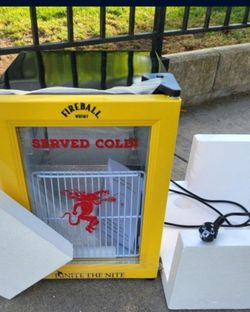 FIREBALL
WHISKY
SERVED COLD!
IGNITE THE NITE